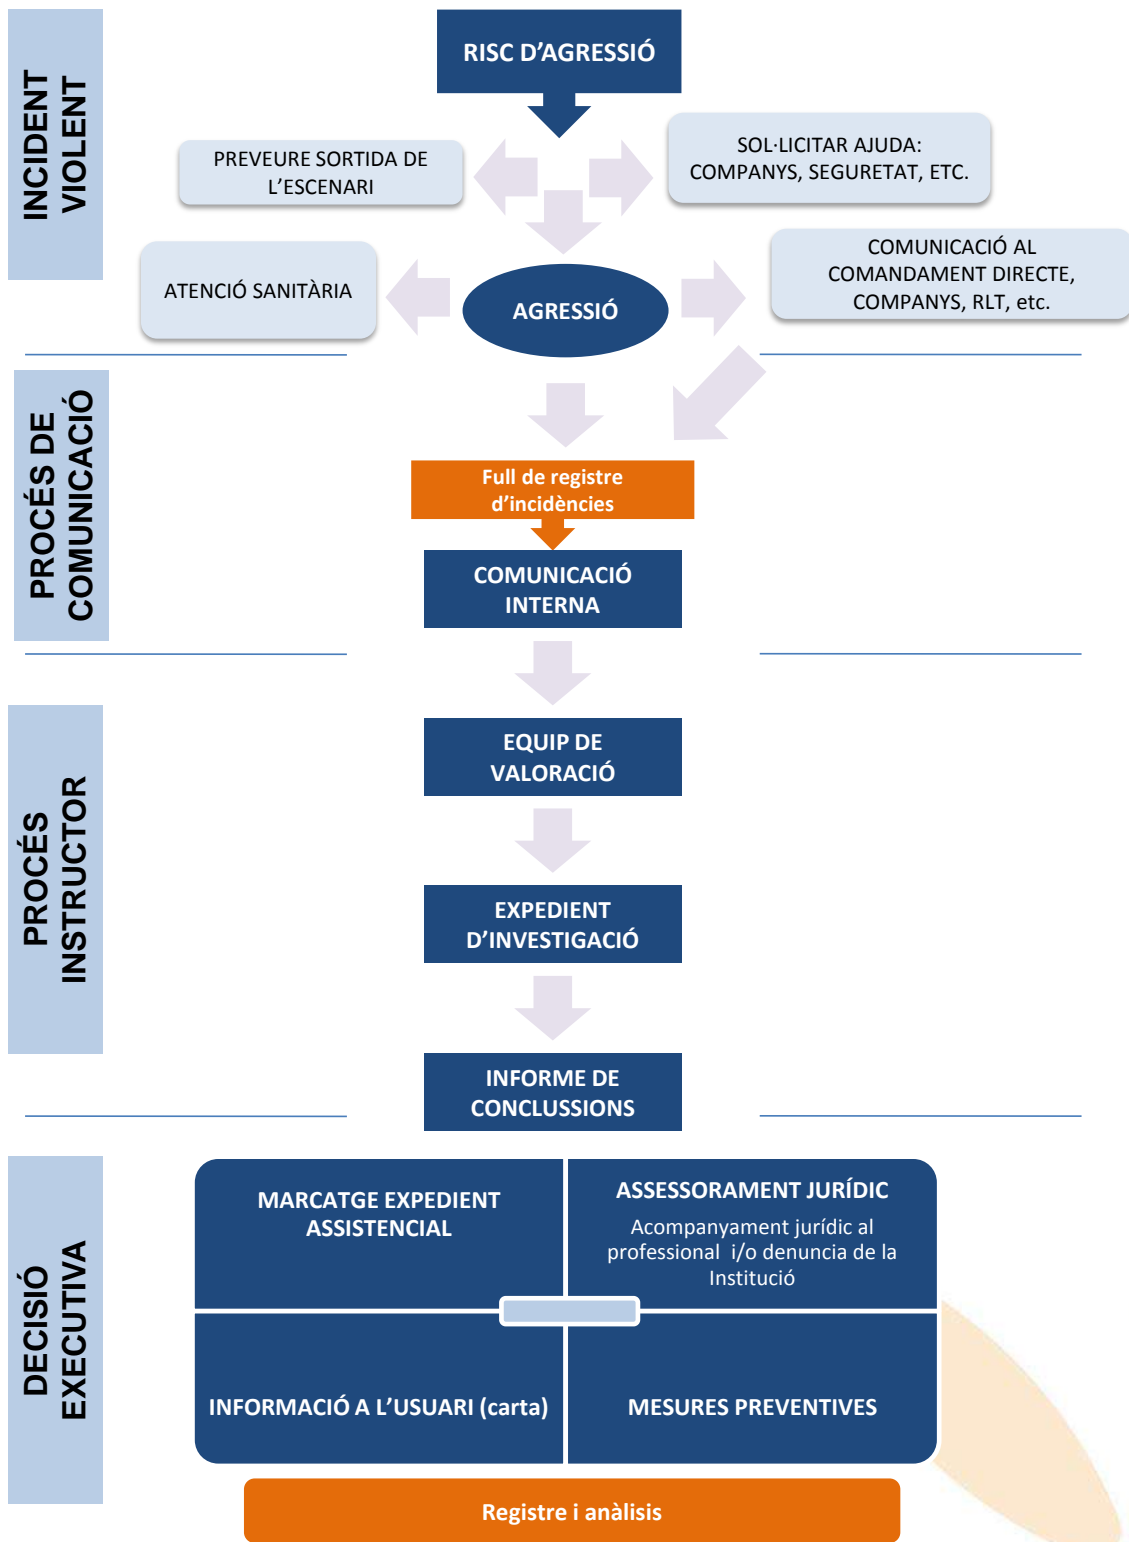 INCIDENT
VIOLENT
RISC D’AGRESSIÓ
PREVEURE SORTIDA DE
L’ESCENARI
SOL·LICITAR AJUDA:
COMPANYS, SEGURETAT, ETC.
ATENCIÓ SANITÀRIA
AGRESSIÓ
COMUNICACIÓ AL
COMANDAMENT DIRECTE,
COMPANYS, RLT, etc.
PROCÉS DE
COMUNICACIÓ
Full de registre
d’incidències
COMUNICACIÓ
INTERNA
PROCÉS
INSTRUCTOR
EQUIP DE
VALORACIÓ
EXPEDIENT
D’INVESTIGACIÓ
INFORME DE
CONCLUSSIONS
DECISIÓ
EXECUTIVA
MARCATGE EXPEDIENT
ASSISTENCIAL
ASSESSORAMENT JURÍDIC
Acompanyament jurídic al
professional i/o denuncia de la
Institució
INFORMACIÓ A L’USUARI (carta)
MESURES PREVENTIVES
Registre i anàlisis